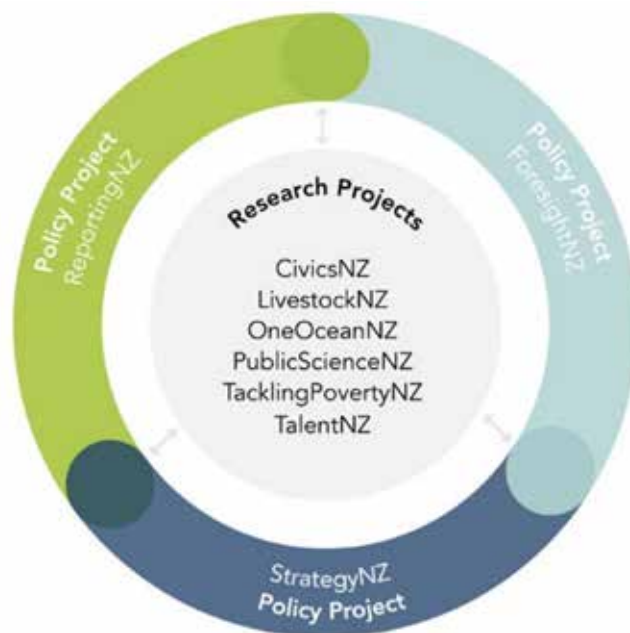 Policy Project
ReportingNZ
Policy Project
ForesightNZ
Research Projects
CivicsNZ
LivestockNZ
OneOceanNZ
PublicScienceNZ
TacklingPovertyNZ
TalentNZ
StrategyNZ
Policy Project